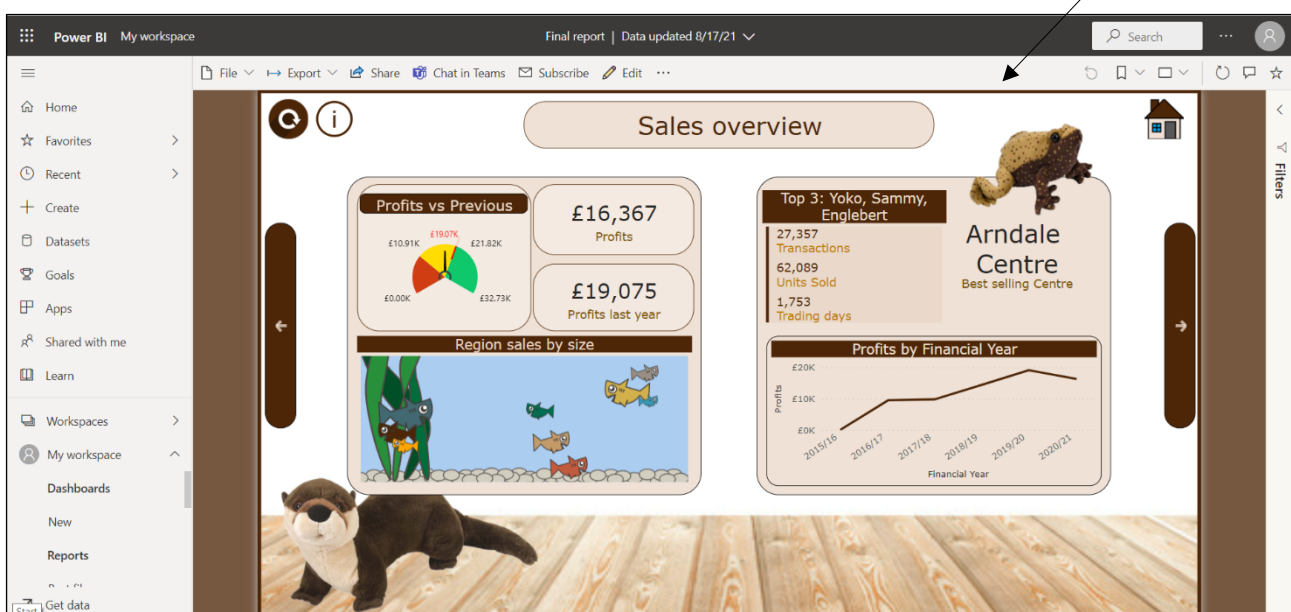 Power BI My workspace
Final report | Data updated 8/17/21
Search
File Export Share Chat in Teams Subscribe Edit
Home
Favorites
Recent
Create
Datasets
Goals
Apps
Shared with me
Learn
Workspaces
My workspace
Dashboards
New
Reports
Get data
Start
i
Sales overview
Profits vs Previous
£19.07K
£10.91K £21.82K
£0.00K £32.73K
£16,367
Profits
£19,075
Profits last year
Region sales by size
Top 3: Yoko, Sammy,
Englebert
27,357
Transactions
62,089
Units Sold
1,753
Trading days
Arndale
Centre
Best selling Centre
Profits by Financial Year
Profits
£20K
£10K
£0K
2015/16 2016/17 2017/18 2018/19 2019/20 2020/21
Financial Year
Filters